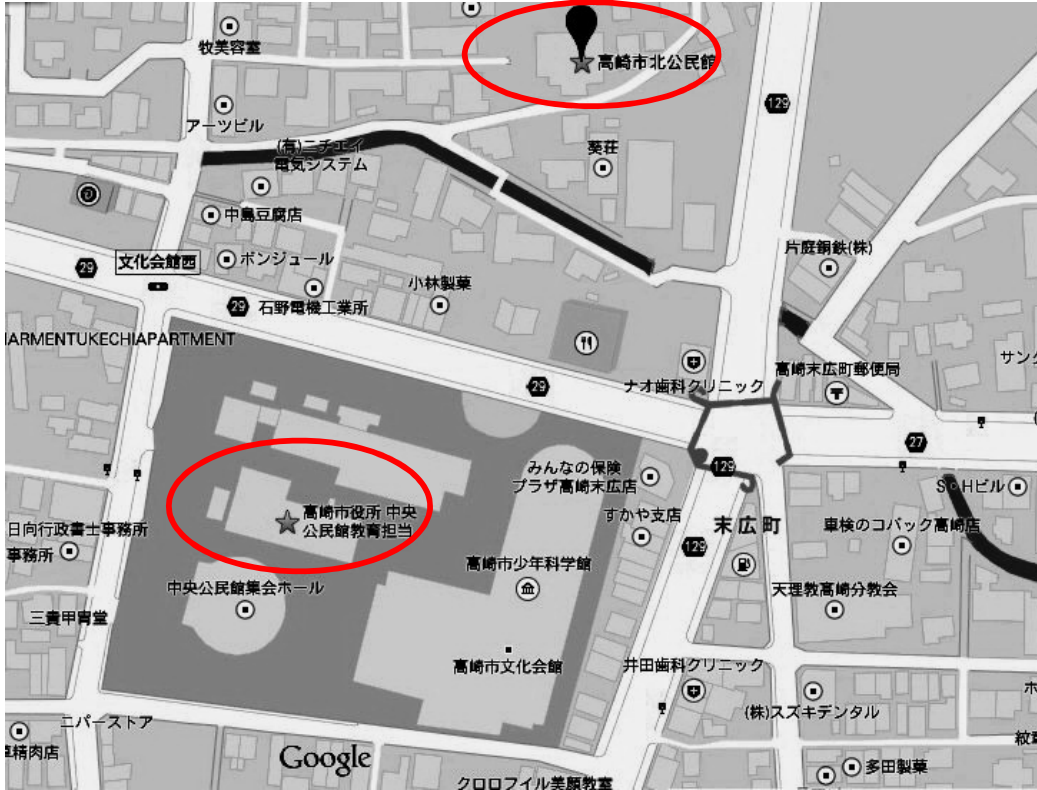 牧美容室
高崎市北公民館
129
アーツビル
(有)ニチエイ
電気システム
葵荘
中島豆腐店
片庭鋼鉄(株)
文化会館西
ボンジュール
29
小林製菓
29
石野電機工業所
HARMENTUKECHIAPARTMENT
サン
高崎末広町郵便局
29
ナオ歯科クリニック
27
みんなの保険
プラザ高崎末広店
129
S○Hビル
高崎市役所 中央
公民館教育担当
すかや支店
末広町
車検のコバック高崎店
日向行政書士事務所
129
事務所
高崎市少年科学館
中央公民館集会ホール
天理教高崎分教会
三貴甲冑堂
高崎市文化会館
井田歯科クリニック
ホ
(株)スズキデンタル
ニパーストア
紋章
精肉店
Google
多田製菓
クロロフイル美顔教室